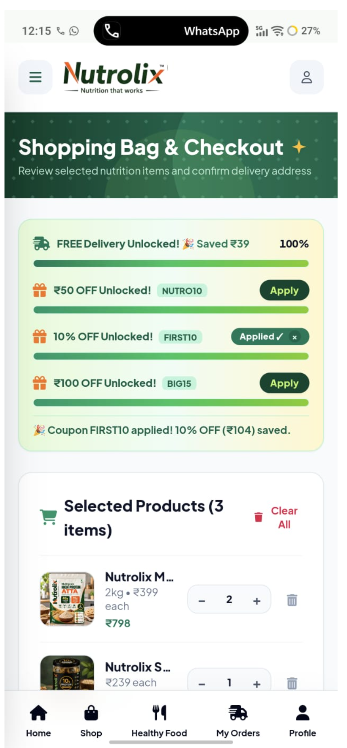 12:15
WhatsApp
5G
27%
Nutrolix™
Nutrition that works
Shopping Bag & Checkout
Review selected nutrition items and confirm delivery address
FREE Delivery Unlocked! 🎉 Saved ₹39
100%
₹50 OFF Unlocked! NUTRO10 Apply
10% OFF Unlocked! FIRST10 Applied ✓ ×
₹100 OFF Unlocked! BIG15 Apply
🎉 Coupon FIRST10 applied! 10% OFF (₹104) saved.
Selected Products (3
items)
Clear
All
Nutrolix M...
2kg • ₹399
each
₹798
− 2 +
ATTA
Nutrolix S...
₹239 each
− 1 +
Home
Shop
Healthy Food
My Orders
Profile